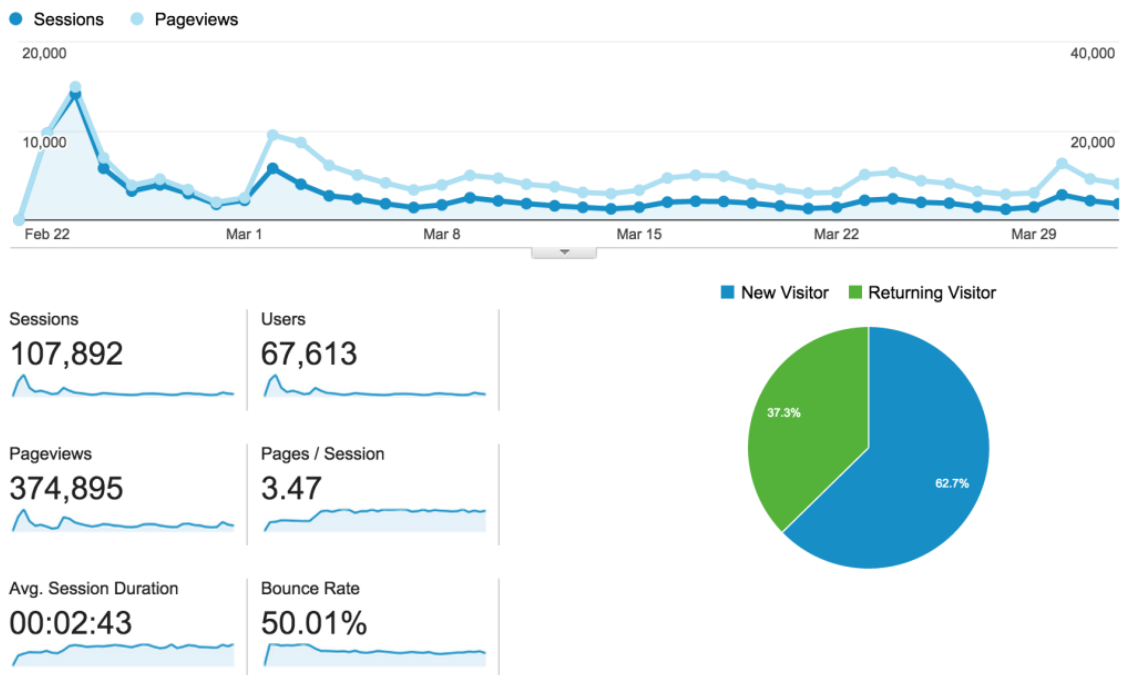 Sessions Pageviews
20,000 40,000
10,000 20,000
Feb 22 Mar 1 Mar 8 Mar 15 Mar 22 Mar 29
New Visitor Returning Visitor
Sessions Users
107,892 67,613
37.3%
Pageviews Pages / Session
374,895 3.47
62.7%
Avg. Session Duration Bounce Rate
00:02:43 50.01%